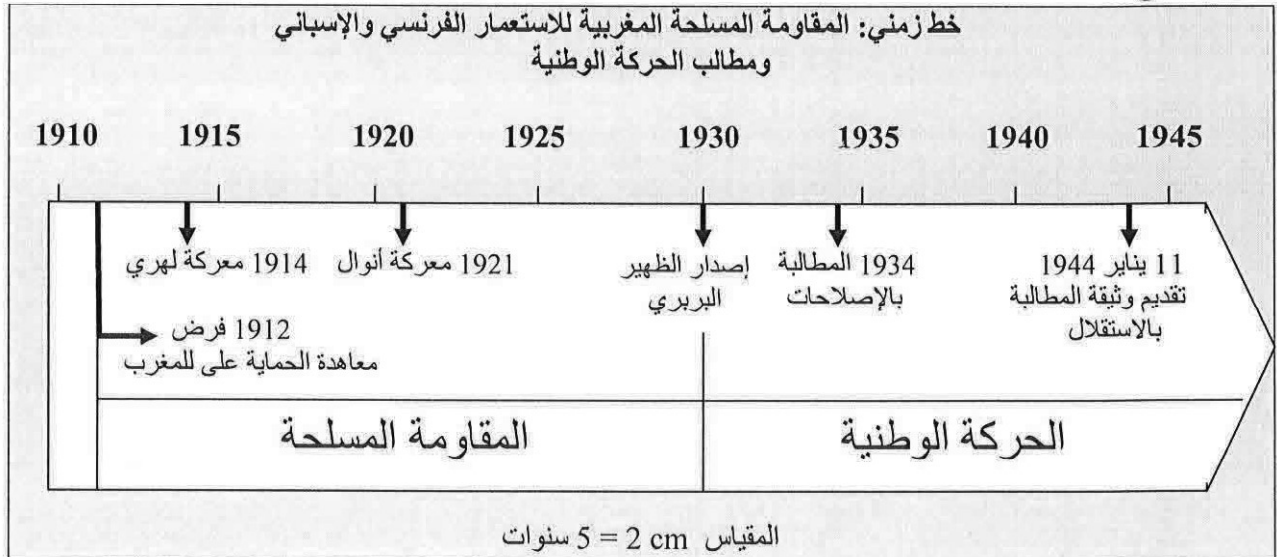 خط زمني: المقاومة المسلحة المغربية للاستعمار الفرنسي والإسباني
ومطالب الحركة الوطنية
1910 1915 1920 1925 1930 1935 1940 1945
1914 معركة لهري
1921 معركة أنوال
إصدار الظهير
البربري
1934 المطالبة
بالإصلاحات
11 يناير 1944
تقديم وثيقة المطالبة
بالاستقلال
1912 فرض
معاهدة الحماية على للمغرب
المقاومة المسلحة
الحركة الوطنية
المقياس 2 cm = 5 سنوات